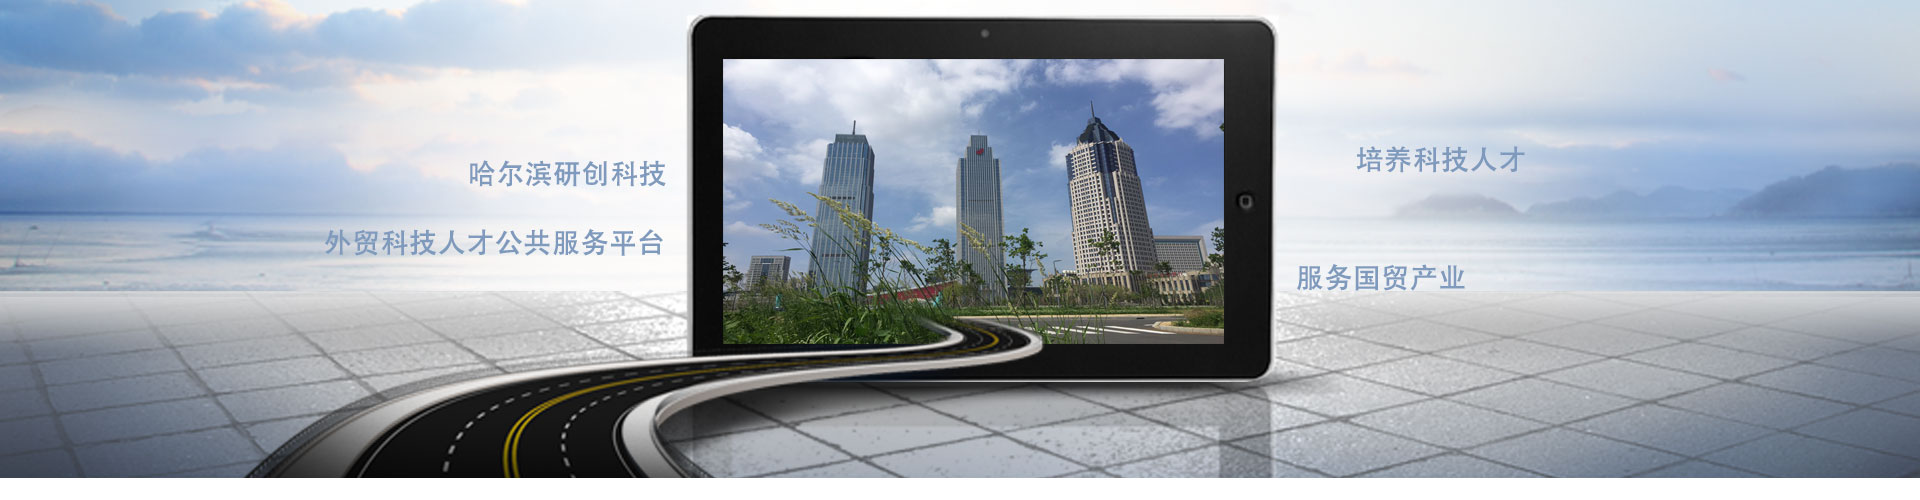 哈尔滨研创科技
外贸科技人才公共服务平台
培养科技人才
服务国贸产业